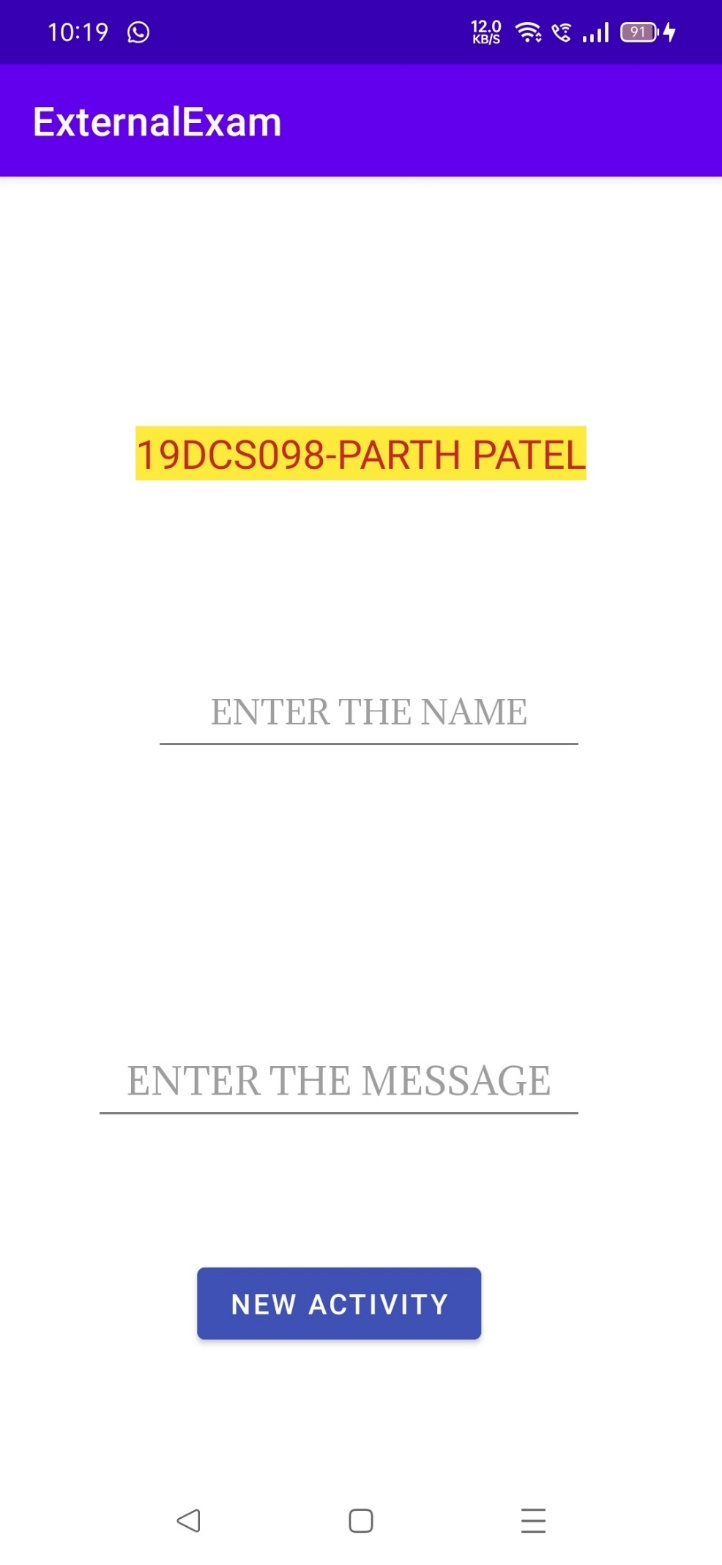 10:19 12.0 KB/S 91
ExternalExam
19DCS098-PARTH PATEL
ENTER THE NAME
ENTER THE MESSAGE
NEW ACTIVITY